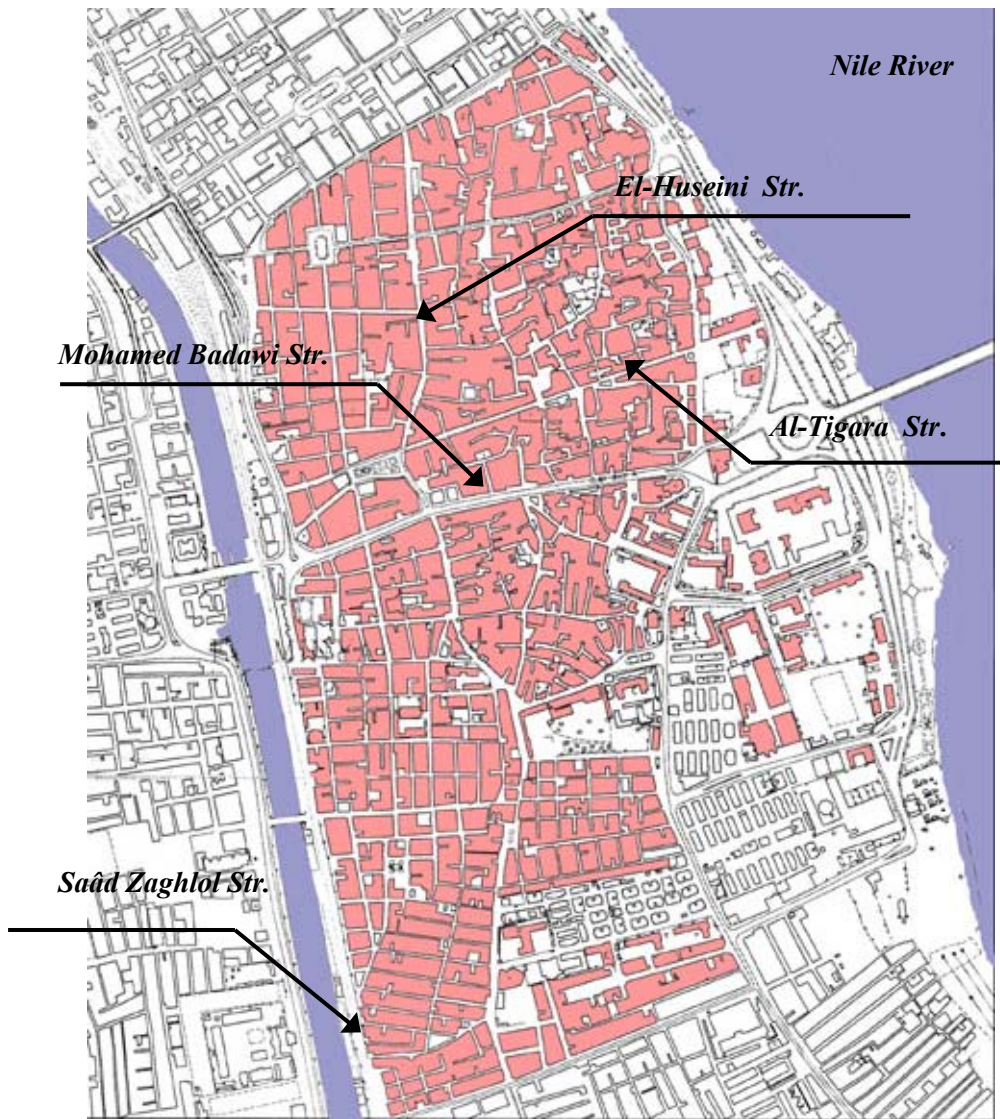 Nile River
El-Huseini Str.
Mohamed Badawi Str.
Al-Tigara Str.
Saâd Zaghlol Str.